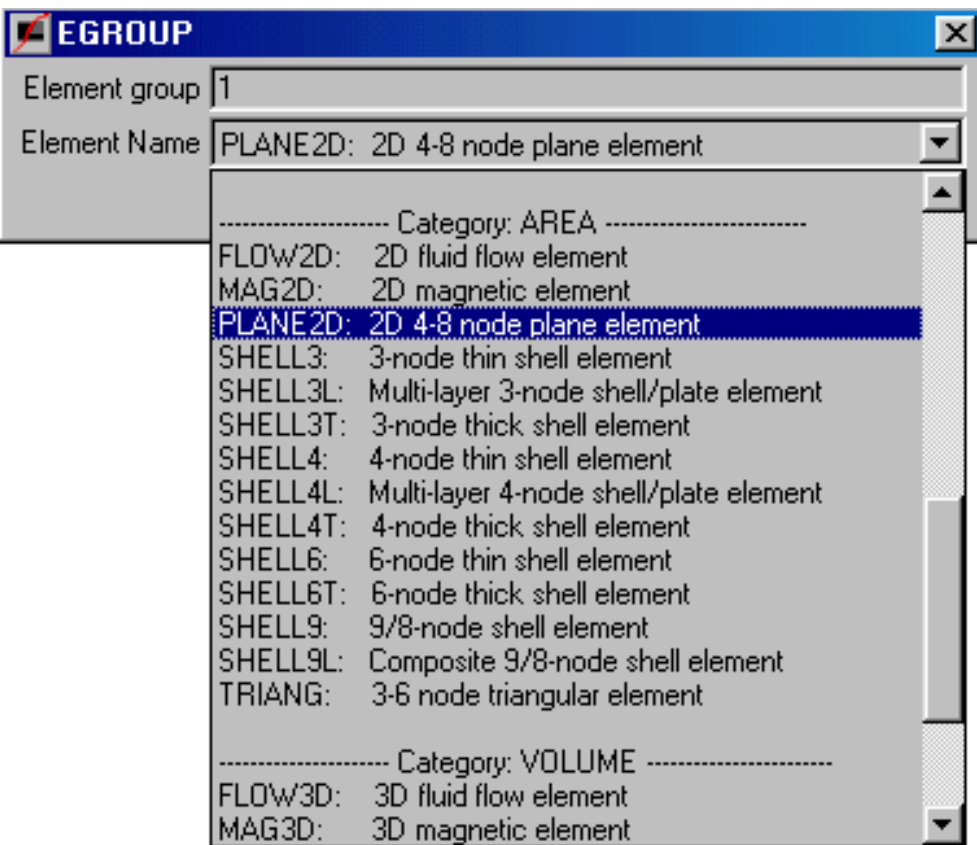 EGROUP
Element group 1
Element Name PLANE2D: 2D 4-8 node plane element
--------------------- Category: AREA -------------------------
FLOW2D: 2D fluid flow element
MAG2D: 2D magnetic element
PLANE2D: 2D 4-8 node plane element
SHELL3: 3-node thin shell element
SHELL3L: Multi-layer 3-node shell/plate element
SHELL3T: 3-node thick shell element
SHELL4: 4-node thin shell element
SHELL4L: Multi-layer 4-node shell/plate element
SHELL4T: 4-node thick shell element
SHELL6: 6-node thin shell element
SHELL6T: 6-node thick shell element
SHELL9: 9/8-node shell element
SHELL9L: Composite 9/8-node shell element
TRIANG: 3-6 node triangular element
--------------------- Category: VOLUME -----------------------
FLOW3D: 3D fluid flow element
MAG3D: 3D magnetic element